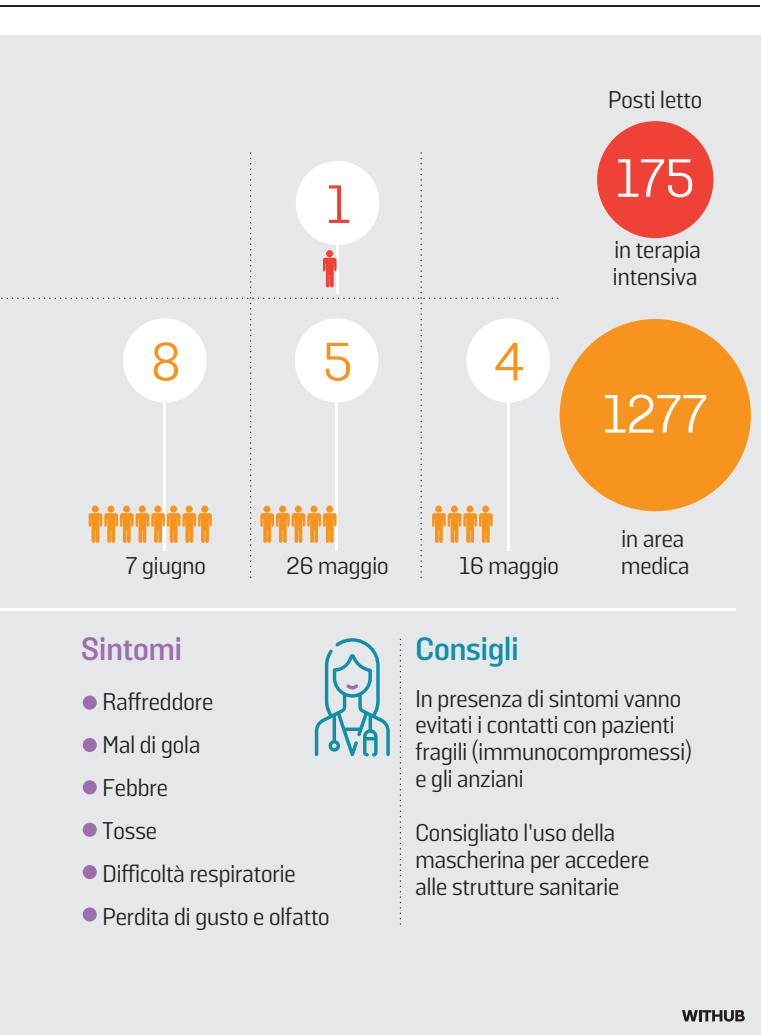 Posti letto
175
in terapia
intensiva
1
8
5
4
1277
in area
medica
7 giugno
26 maggio
16 maggio
Sintomi
Raffreddore
Mal di gola
Febbre
Tosse
Difficoltà respiratorie
Perdita di gusto e olfatto
Consigli
In presenza di sintomi vanno
evitati i contatti con pazienti
fragili (immunocompromessi)
e gli anziani
Consigliato l'uso della
mascherina per accedere
alle strutture sanitarie
WITHUB